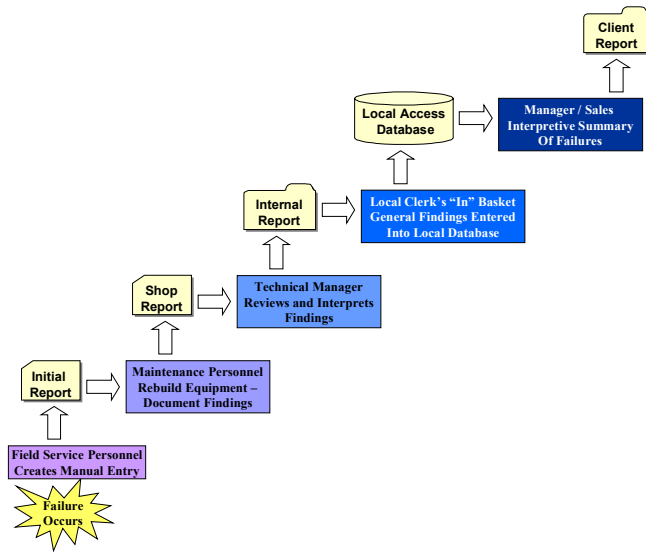 Client
Report
Local Access
Database
Manager / Sales
Interpretive Summary
Of Failures
Internal
Report
Local Clerk's “In” Basket
General Findings Entered
Into Local Database
Shop
Report
Technical Manager
Reviews and Interprets
Findings
Initial
Report
Maintenance Personnel
Rebuild Equipment –
Document Findings
Field Service Personnel
Creates Manual Entry
Failure
Occurs